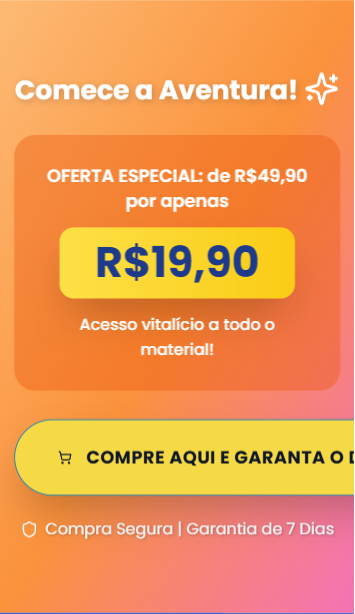 Comece a Aventura!
OFERTA ESPECIAL: de R$49,90
por apenas
R$19,90
Acesso vitalício a todo o
material!
COMPRE AQUI E GARANTA O
Compra Segura | Garantia de 7 Dias